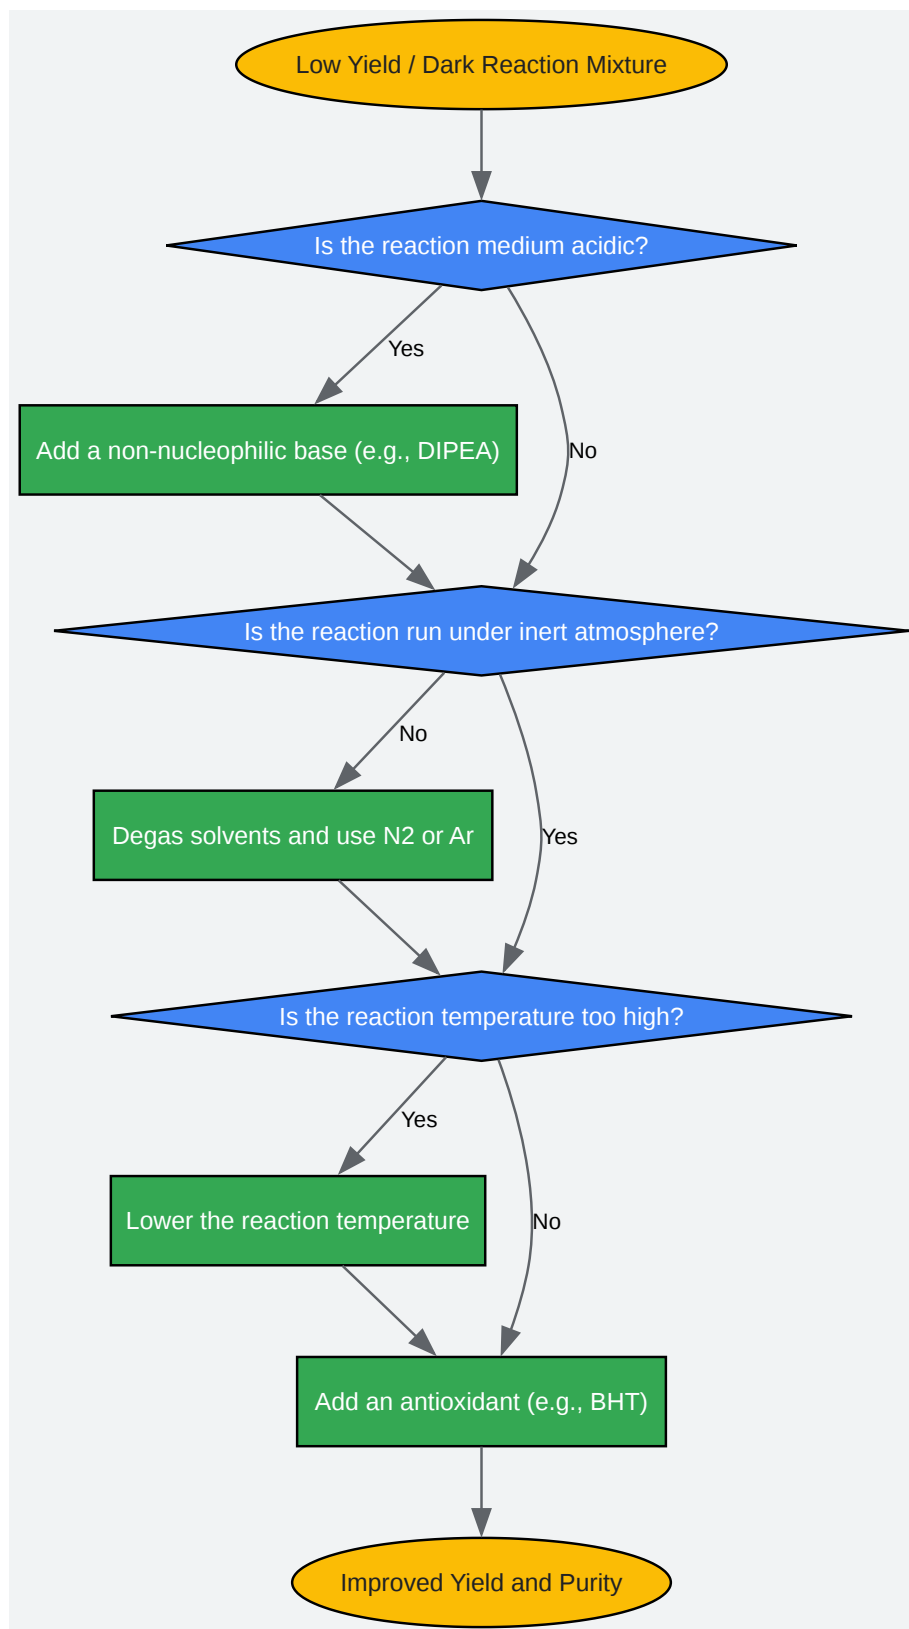 Low Yield / Dark Reaction Mixture
Is the reaction medium acidic?
Yes
Add a non-nucleophilic base (e.g., DIPEA)
No
Is the reaction run under inert atmosphere?
No
Degas solvents and use N2 or Ar
Yes
Is the reaction temperature too high?
Yes
Lower the reaction temperature
No
Add an antioxidant (e.g., BHT)
Improved Yield and Purity